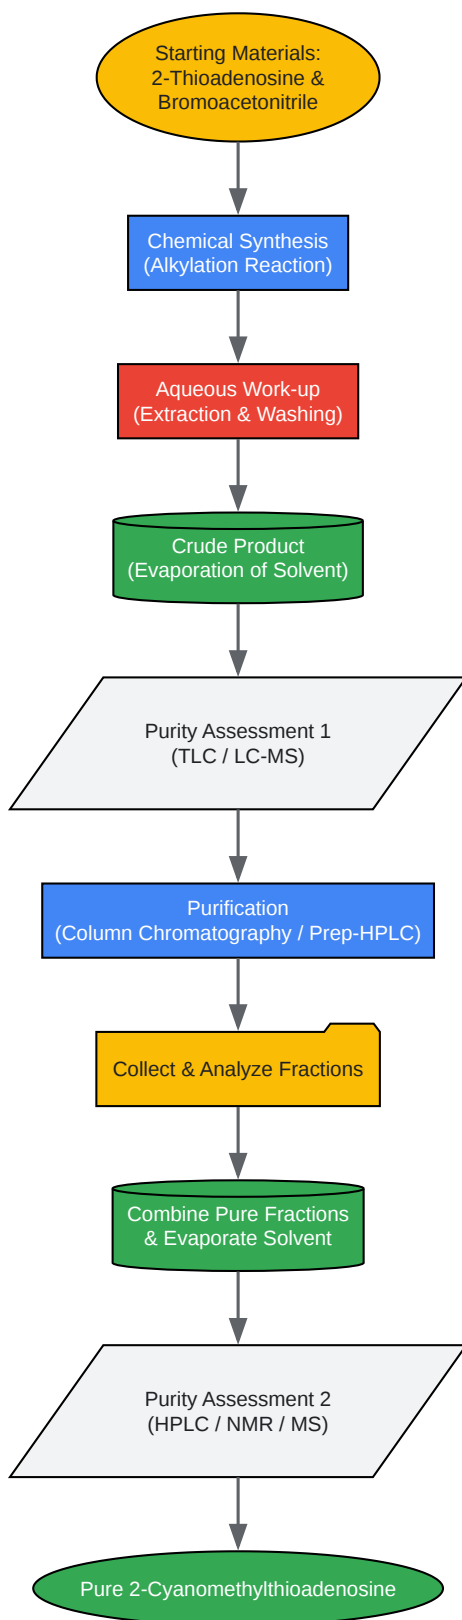 Starting Materials:
2-Thioadenosine &
Bromoacetonitrile
Chemical Synthesis
(Alkylation Reaction)
Aqueous Work-up
(Extraction & Washing)
Crude Product
(Evaporation of Solvent)
Purity Assessment 1
(TLC / LC-MS)
Purification
(Column Chromatography / Prep-HPLC)
Collect & Analyze Fractions
Combine Pure Fractions
& Evaporate Solvent
Purity Assessment 2
(HPLC / NMR / MS)
Pure 2-Cyanomethylthioadenosine